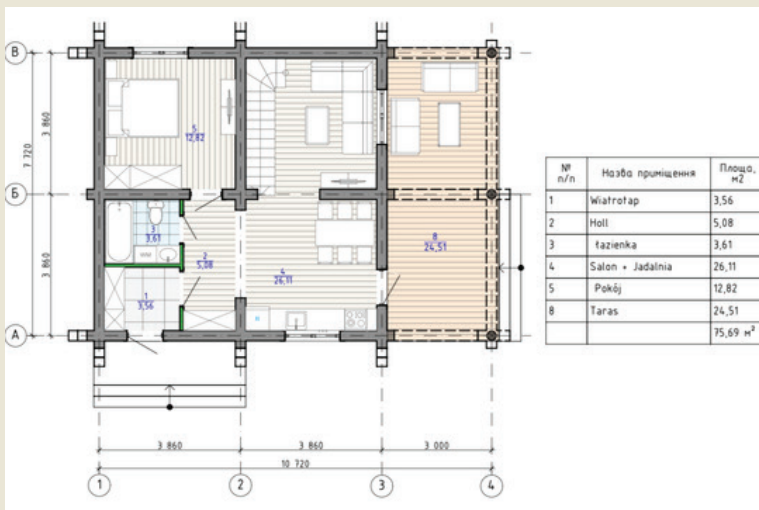 В
Б
А
3 860
3 860
7 720
5
12,82
3
3,61
2
5,08
1
3,56
4
26,11
8
24,51
3 860
3 860
3 000
10 720
1
2
3
4
№ п/п Назва приміщення Площа, м2
1 Wiatrotap 3,56
2 Holl 5,08
3 Łazienka 3,61
4 Salon + Jadalnia 26,11
5 Pokój 12,82
8 Taras 24,51
75,69 м²